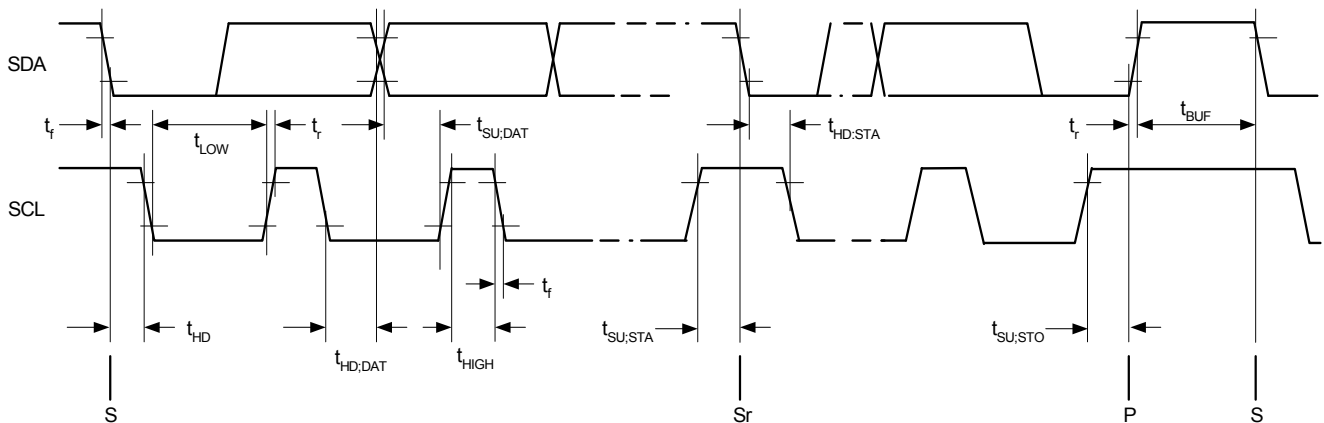 SDA
t_f
t_LOW
t_r
t_SU;DAT
t_HD:STA
t_r
t_BUF
SCL
t_HD
t_HD;DAT
t_HIGH
t_f
t_SU;STA
t_SU;STO
S
Sr
P
S